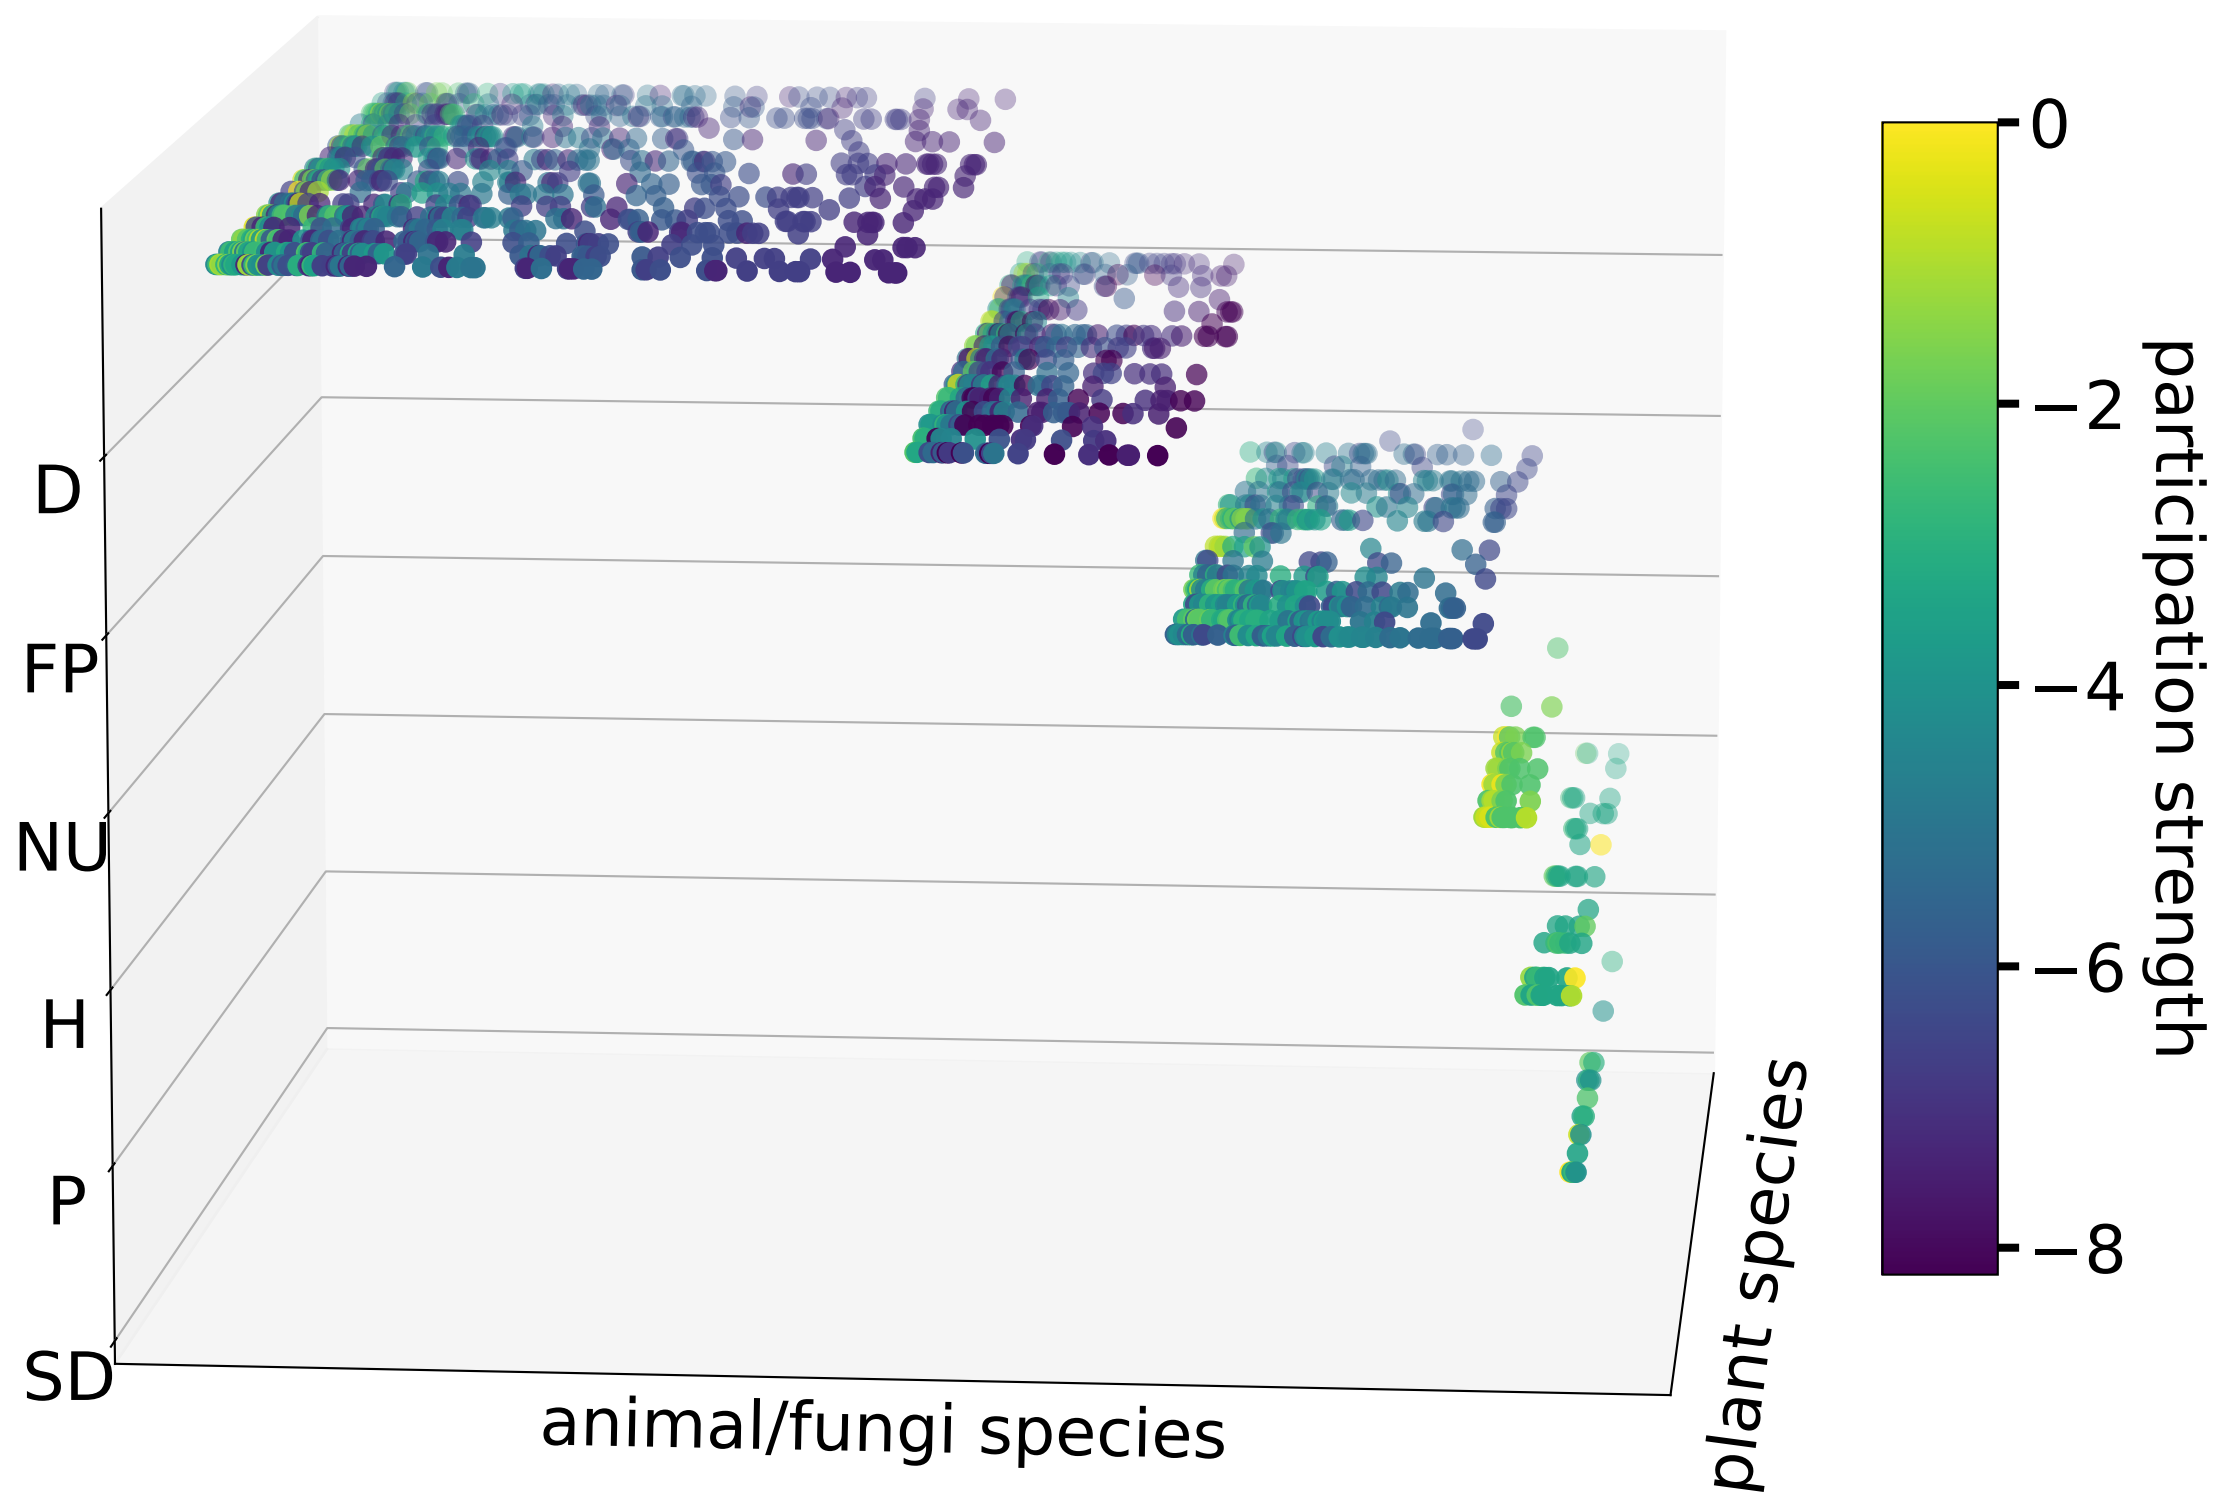 D
FP
NU
H
P
SD
animal/fungi species
plant species
0
−2
−4
−6
−8
participation strength